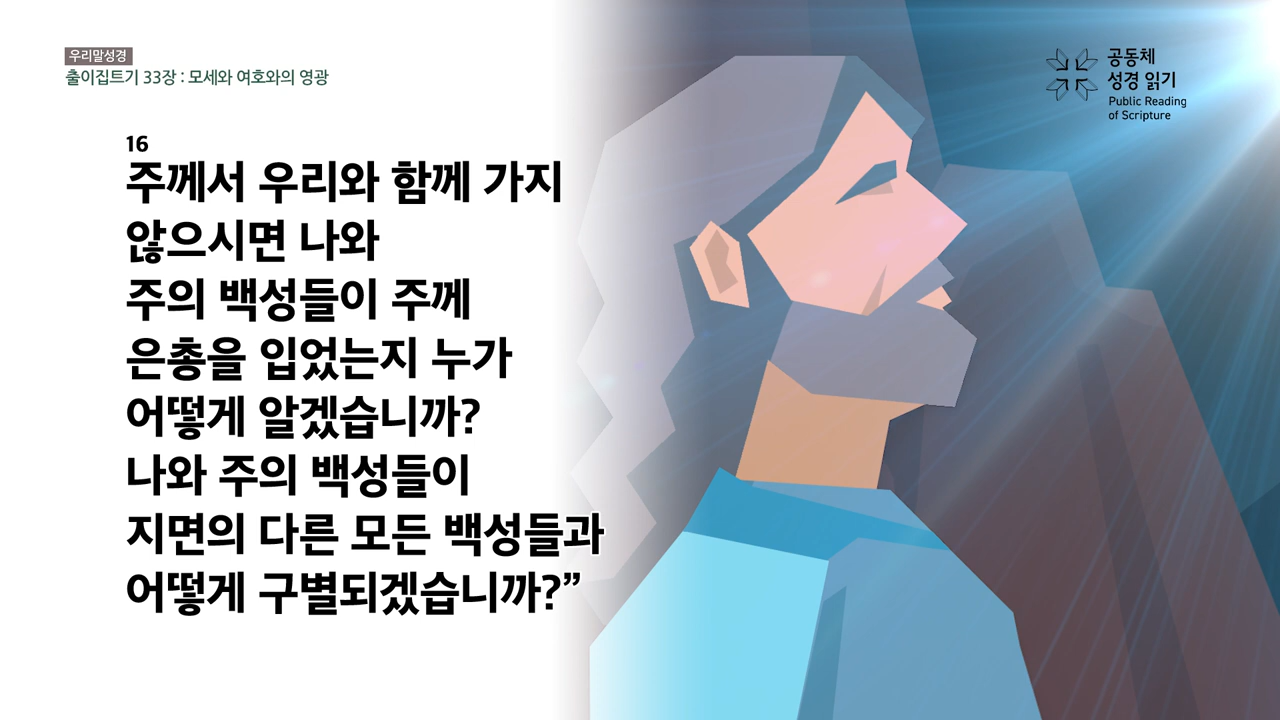 우리말성경
출이집트기 33장 : 모세와 여호와의 영광
공동체
성경 읽기
Public Reading
of Scripture
16
주께서 우리와 함께 가지
않으시면 나와
주의 백성들이 주께
은총을 입었는지 누가
어떻게 알겠습니까?
나와 주의 백성들이
지면의 다른 모든 백성들과
어떻게 구별되겠습니까?”